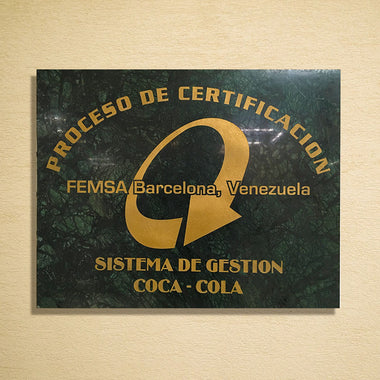 PROCESO DE CERTIFICACION
FEMSA Barcelona, Venezuela
SISTEMA DE GESTION
COCA - COLA